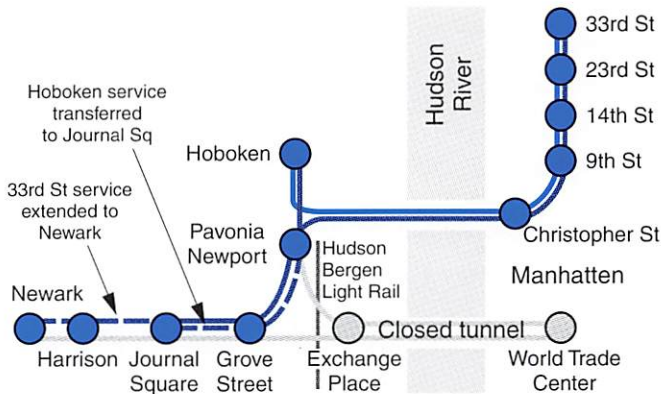 33rd St
23rd St
14th St
9th St
Hudson
River
Hoboken service
transferred
to Journal Sq
Hoboken
33rd St service
extended to
Newark
Christopher St
Pavonia
Newport
Hudson
Bergen
Light Rail
Manhatten
Newark
Closed tunnel
Harrison
Journal
Square
Grove
Street
Exchange
Place
World Trade
Center